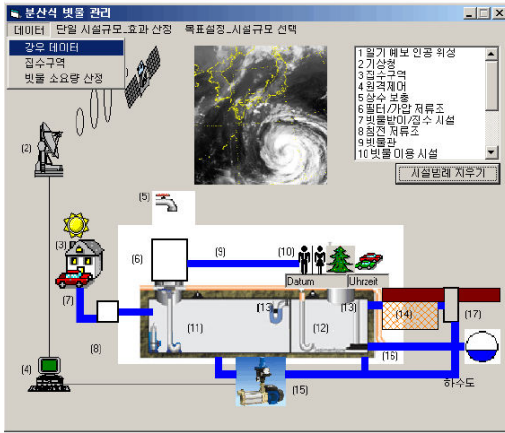 분산식 빗물 관리
데이터 단일 시설규모_효과 산정 목표설정_시설규모 선택
강우 데이터
집수구역
빗물 소요량 산정
1 일기 예보 인공 위성
2 기상청
3 집수구역
4 원격제어
5 상수 보충
6 필터/가압 저류조
7 빗물받이/집수 시설
8 침전 저류조
9 빗물관
10 빗물 이용 시설
시설범례 지우기
(2)
(5)
(3)
(6)
(9)
(10)
Datum Uhrzeit
(7)
(11)
(13)
(12)
(13)
(14)
(17)
(8)
(16)
(4)
(15)
하수도